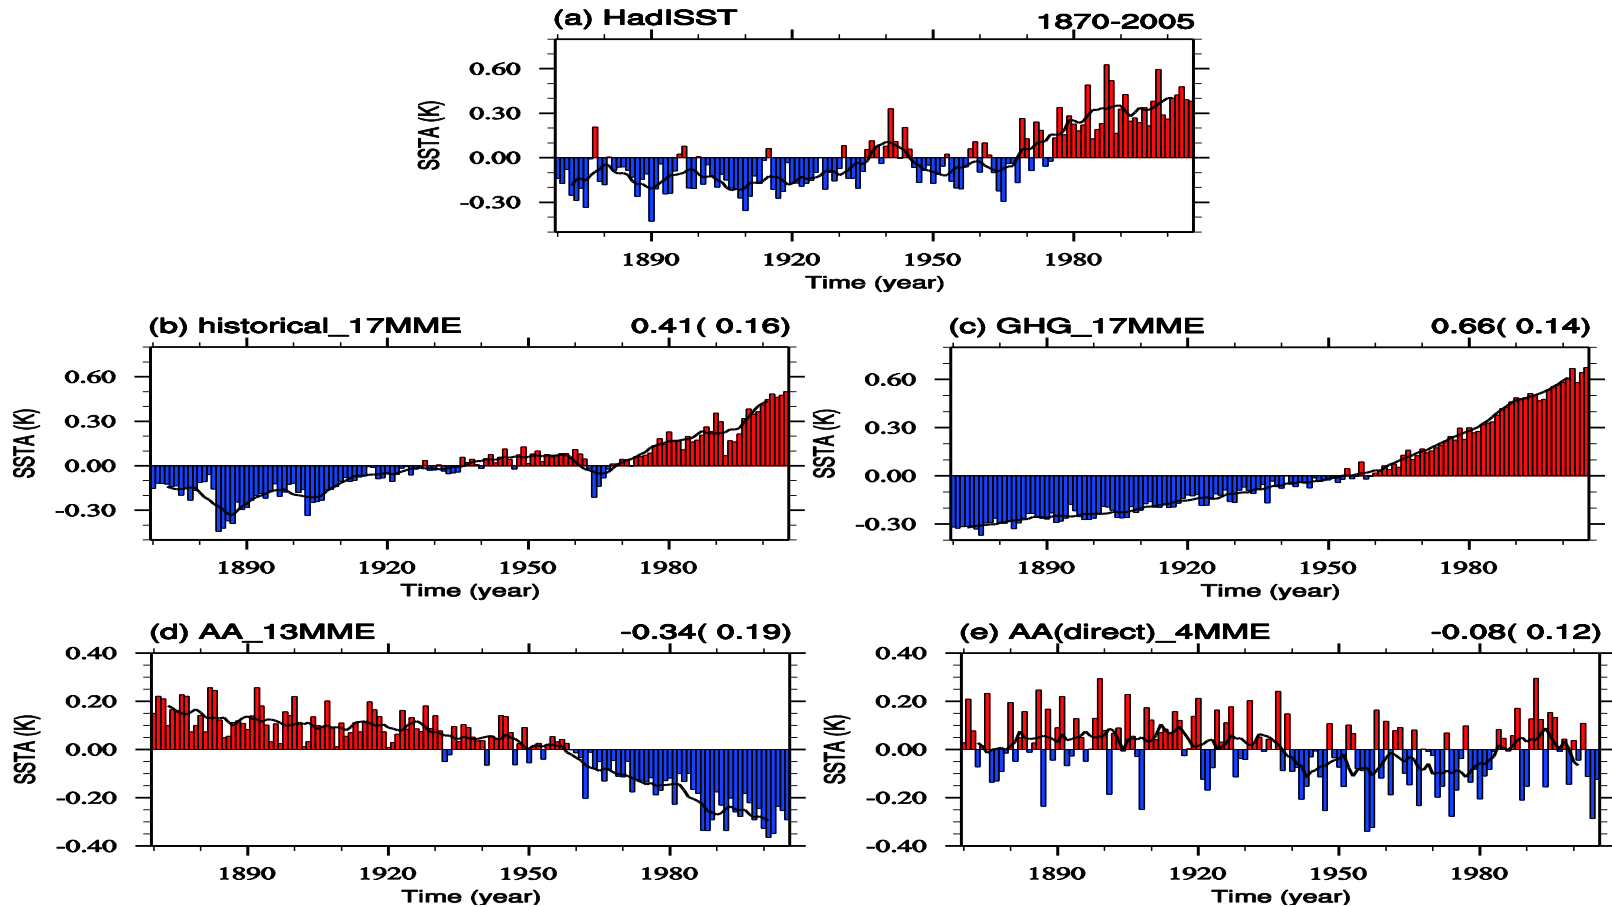 (a) HadISST 1870-2005
SSTA (K)
0.60
0.30
0.00
-0.30
1890 1920 1950 1980
Time (year)
(b) historical_17MME 0.41( 0.16)
SSTA (K)
0.60
0.30
0.00
-0.30
1890 1920 1950 1980
Time (year)
(c) GHG_17MME 0.66( 0.14)
SSTA (K)
0.60
0.30
0.00
-0.30
1890 1920 1950 1980
Time (year)
(d) AA_13MME -0.34( 0.19)
SSTA (K)
0.40
0.20
0.00
-0.20
-0.40
1890 1920 1950 1980
Time (year)
(e) AA(direct)_4MME -0.08( 0.12)
SSTA (K)
0.40
0.20
0.00
-0.20
-0.40
1890 1920 1950 1980
Time (year)